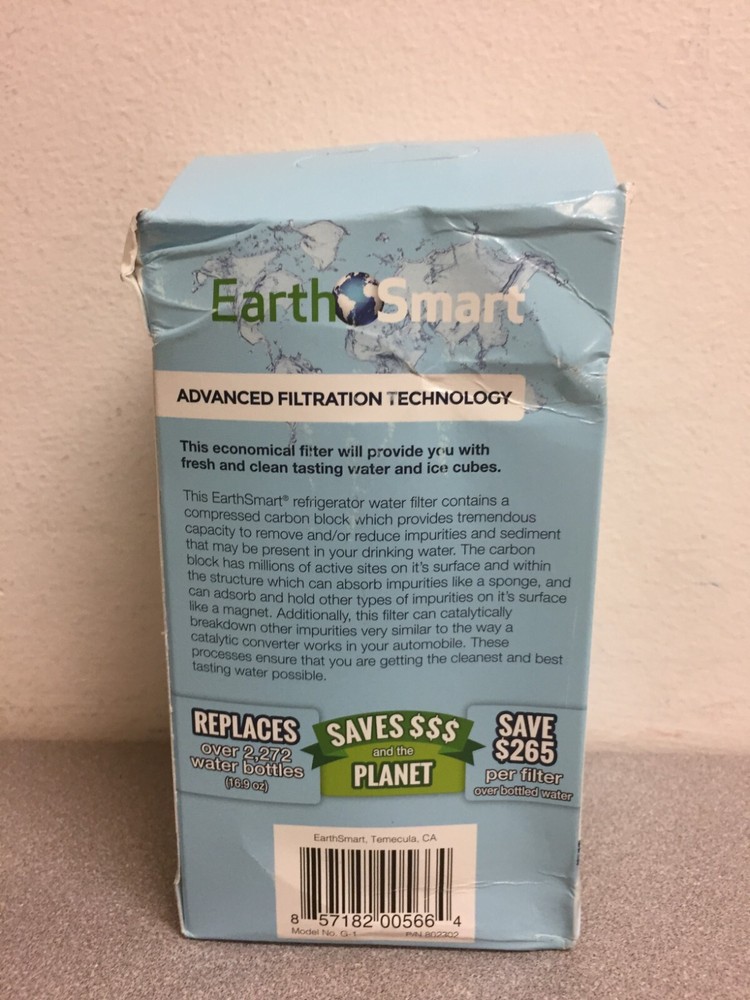 EarthSmart
ADVANCED FILTRATION TECHNOLOGY
This economical filter will provide you with
fresh and clean tasting water and ice cubes.
This EarthSmart® refrigerator water filter contains a
compressed carbon block which provides tremendous
capacity to remove and/or reduce impurities and sediment
that may be present in your drinking water. The carbon
block has millions of active sites on it's surface and within
the structure which can absorb impurities like a sponge, and
can adsorb and hold other types of impurities on it's surface
like a magnet. Additionally, this filter can catalytically
breakdown other impurities very similar to the way a
catalytic converter works in your automobile. These
processes ensure that you are getting the cleanest and best
tasting water possible.
REPLACES
over 2,272
water bottles
(16.9 oz)
SAVES $$$
and the
PLANET
SAVE
$265
per filter
over bottled water
EarthSmart, Temecula, CA
8 57182 00566 4
Model No. G-1 P/N 802302